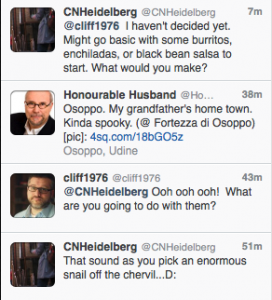 CNHeidelberg @CNHeidelberg 7m
@cliff1976 I haven't decided yet.
Might go basic with some burritos,
enchiladas, or black bean salsa to
start. What would you make?
Honourable Husband @Ho... 38m
Osoppo. My grandfather's home town.
Kinda spooky. (@ Fortezza di Osoppo)
[pic]: 4sq.com/18bGO5z
Osoppo, Udine
cliff1976 @cliff1976 43m
@CNHeidelberg Ooh ooh ooh! What
are you going to do with them?
CNHeidelberg @CNHeidelberg 51m
That sound as you pick an enormous
snail off the chervil...D: